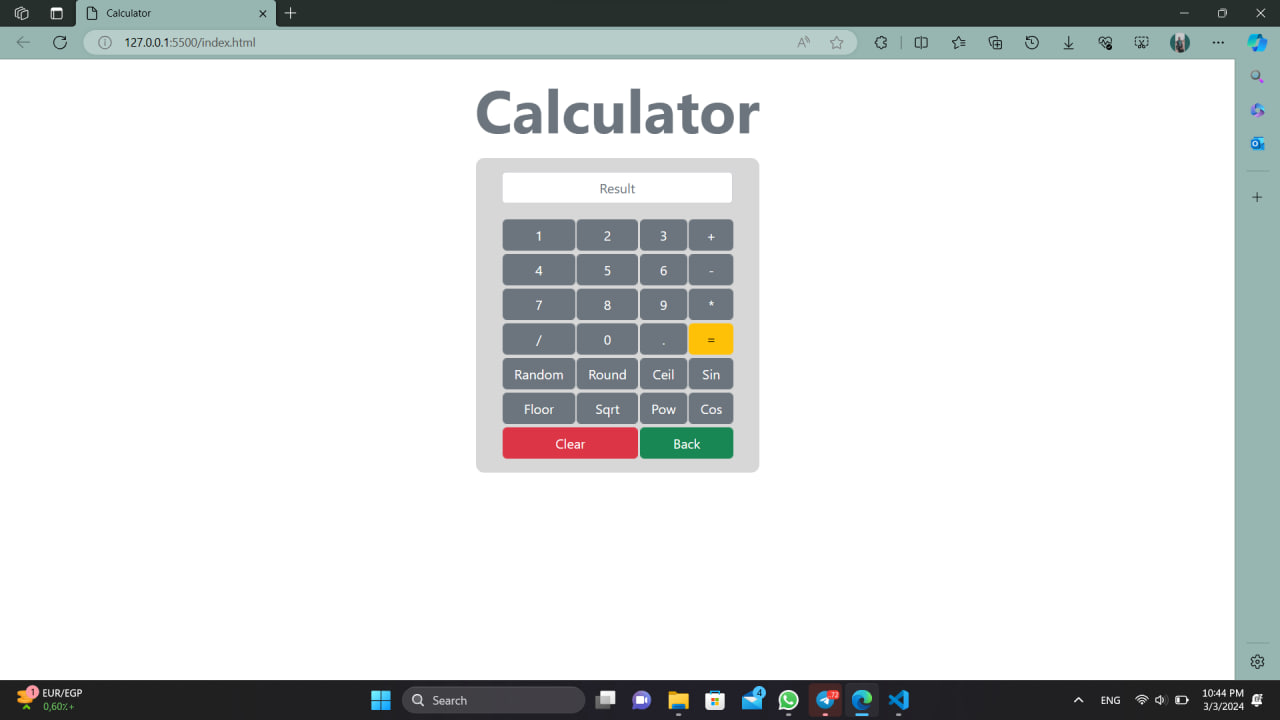 Calculator
127.0.0.1:5500/index.html
Calculator
Result
1 2 3 +
4 5 6 -
7 8 9 *
/ 0 . =
Random Round Ceil Sin
Floor Sqrt Pow Cos
Clear Back
1
EUR/EGP
0,60٪+
Search
4
72
ENG
10:44 PM
3/3/2024